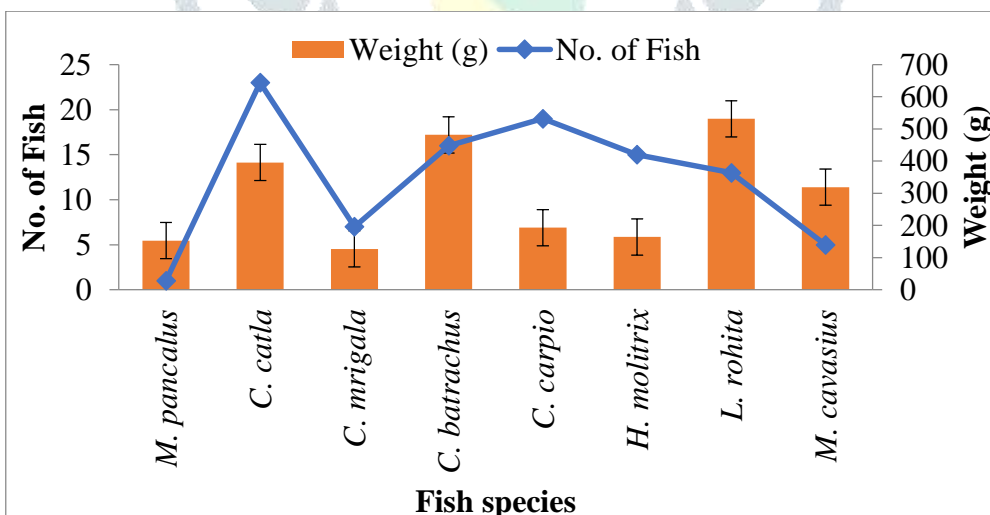 Weight (g) No. of Fish
No. of Fish
25
20
15
10
5
0
700
600
500
400
300
200
100
0
Weight (g)
M. pancalus
C. catla
C. mrigala
C. batrachus
C. carpio
H. molitrix
L. rohita
M. cavasius
Fish species